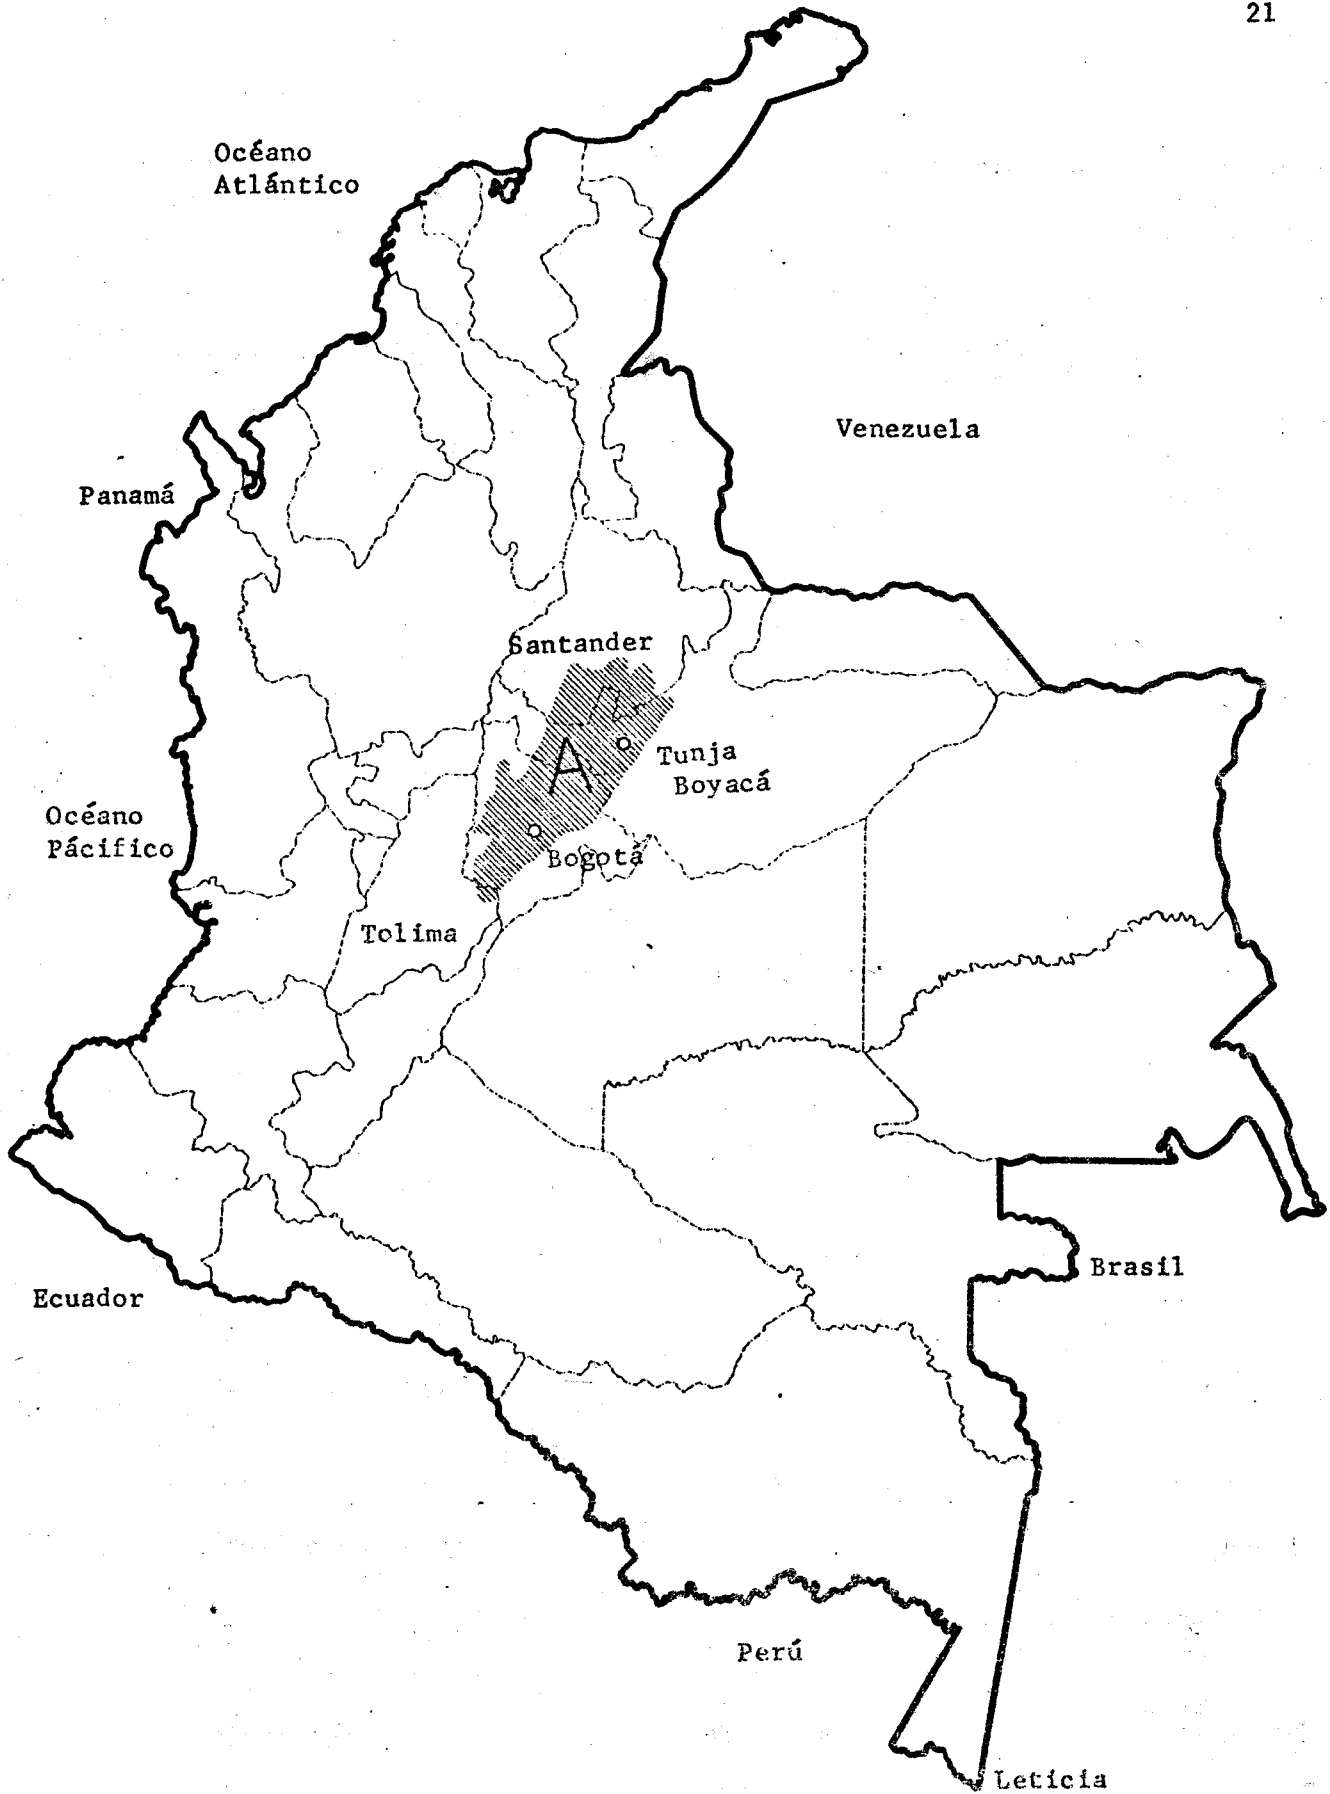 21
Océano
Atlántico
Venezuela
Panamá
Santander
A
Tunja
Boyacá
Océano
Pácifico
Bogotá
Tolima
Brasil
Ecuador
Perú
Leticia